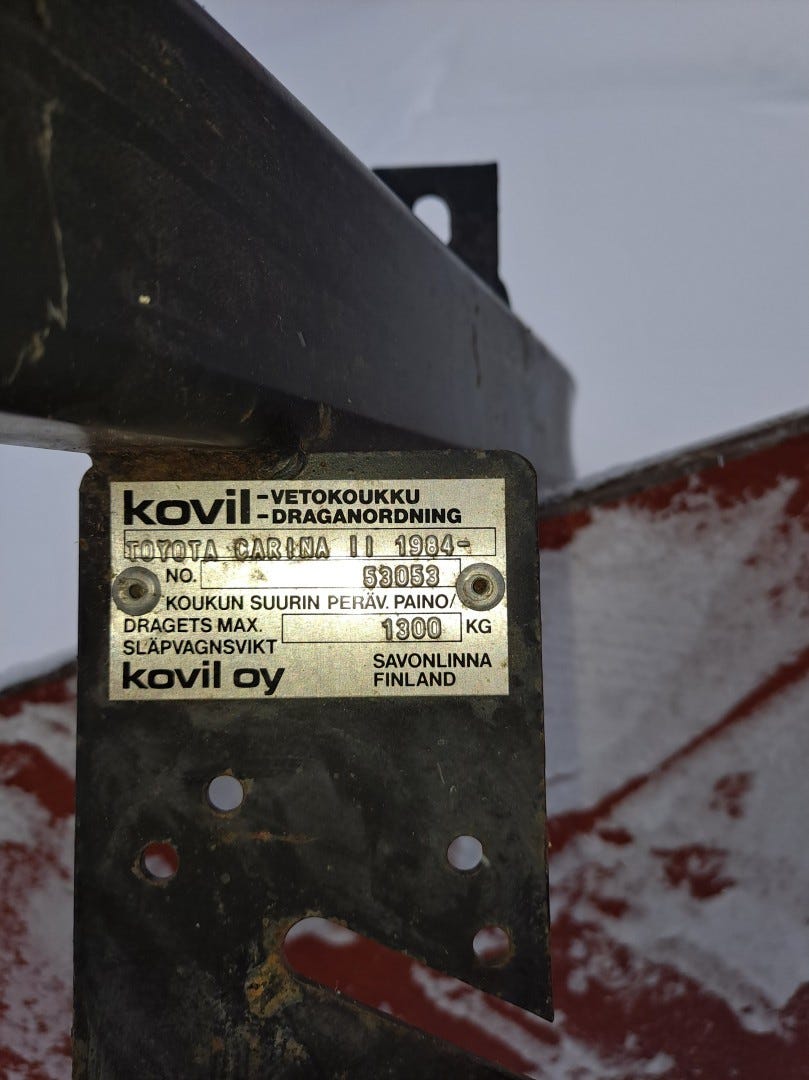 kovil -VETOKOUKKU
-DRAGANORDNING
TOYOTA CARINA II 1984-
NO. 53053
KOUKUN SUURIN PERÄV. PAINO/
DRAGETS MAX. 1300 KG
SLÄPVAGNSVIKT
kovil oy SAVONLINNA
FINLAND